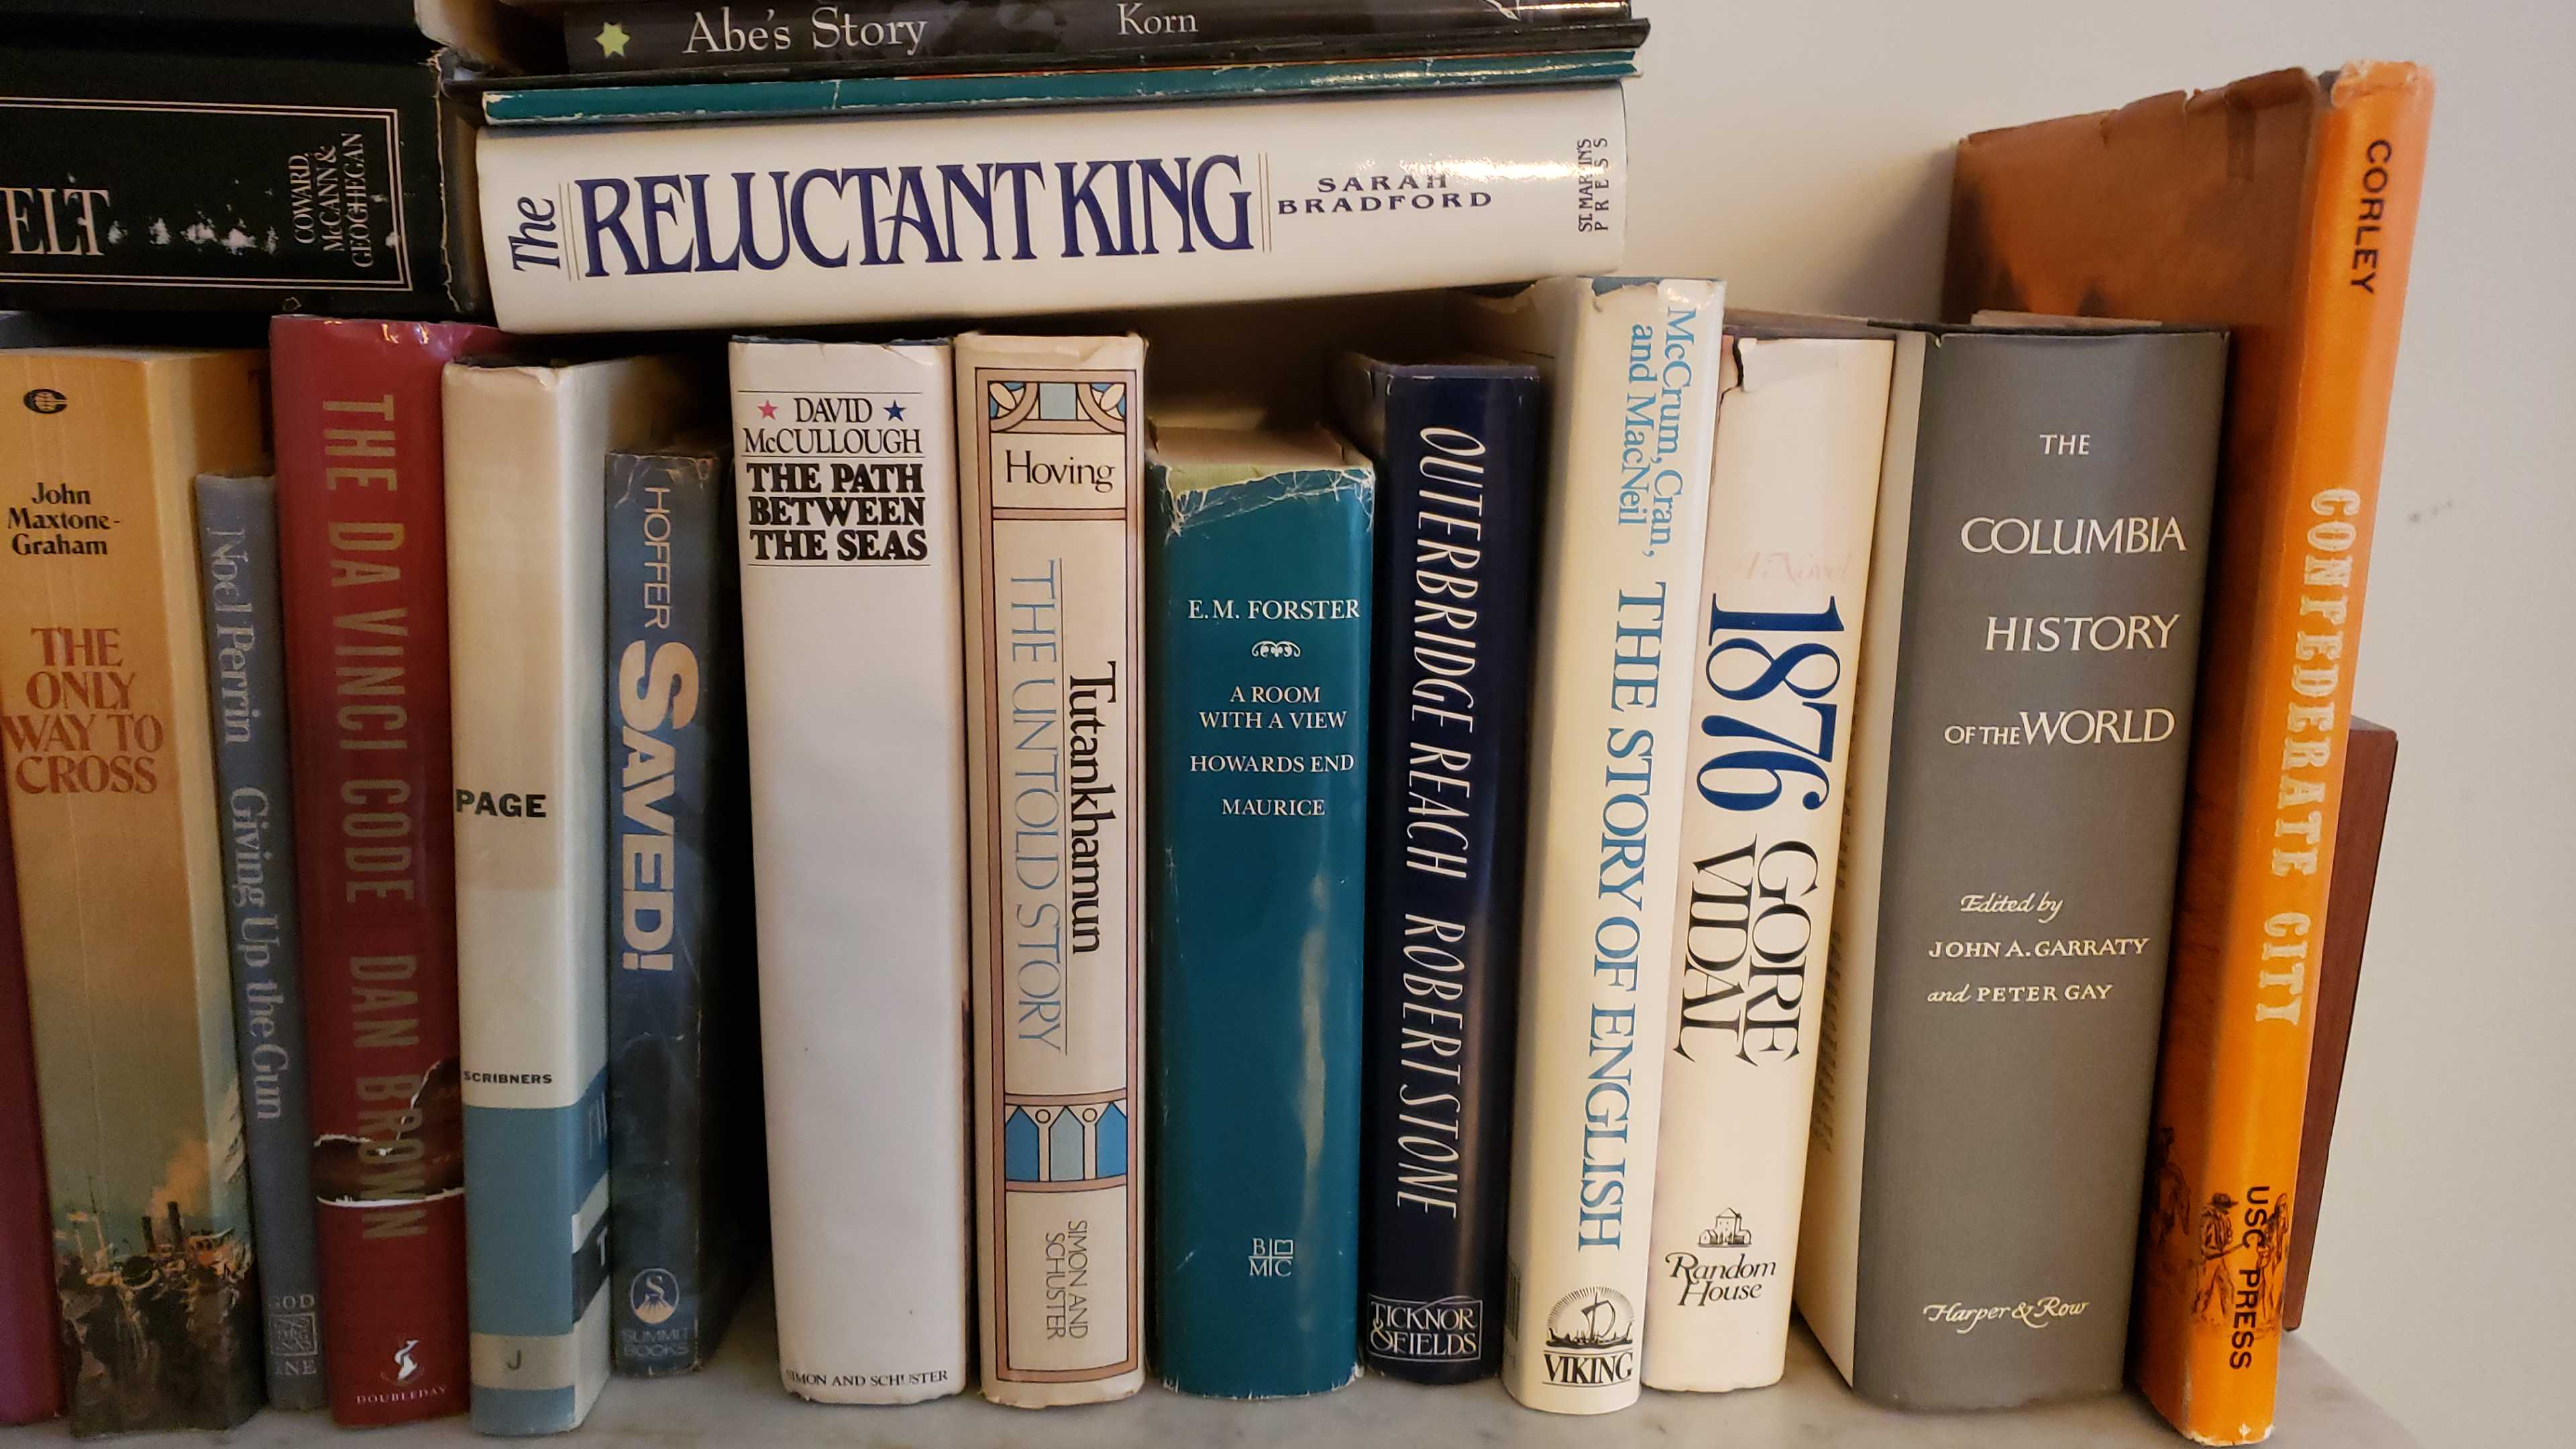 Abe's Story Korn
ELT
COWARD,
McCANN &
GEOGHEGAN
The RELUCTANT KING
SARAH
BRADFORD
ST. MARTIN'S
PRESS
John
Maxtone-
Graham
THE
ONLY
WAY TO
CROSS
Noel Perrin Giving Up the Gun
GOD
INE
THE DA VINCI CODE DAN BROWN
DOUBLEDAY
PAGE
SCRIBNERS
J
T
HOFFER SAVED!
S
SUMMIT
BOOKS
DAVID
McCULLOUGH
THE PATH
BETWEEN
THE SEAS
SIMON AND SCHUSTER
Hoving
Tutankhamun
THE UNTOLD STORY
SIMON AND
SCHUSTER
E.M. FORSTER
A ROOM
WITH A VIEW
HOWARDS END
MAURICE
B
MC
OUTERBRIDGE REACH ROBERT STONE
TICKNOR
& FIELDS
McCrum, Cran,
and MacNeil
THE STORY OF ENGLISH
VIKING
A Novel
1876
GORE
VIDAL
Random
House
THE
COLUMBIA
HISTORY
OF THE WORLD
Edited by
JOHN A. GARRATY
and PETER GAY
Harper & Row
CORLEY
CONFEDERATE CITY
USC PRESS